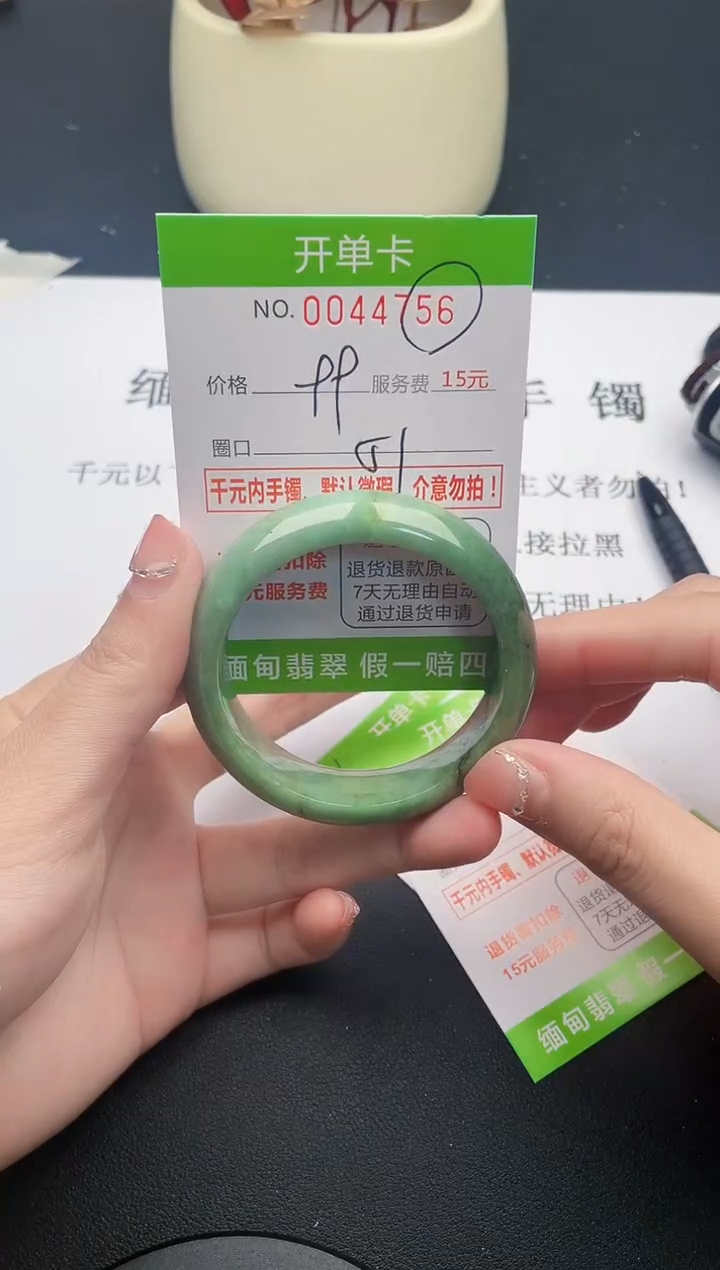 开单卡
NO. 0044756
价格 服务费 15元
圈口
缅 手 镯
千元内手镯、默认微瑕，介意勿拍！
千元以 主义者勿 ！
扣除
元服务费
退货退款原
7天无理由自动
通过退货申请
接拉黑
无理由
缅甸翡翠 假一赔四
开单卡
开单
千元内手镯、默认微
退货需扣除
15元服务费
退货
7天无
通过退
缅甸翡翠 假一